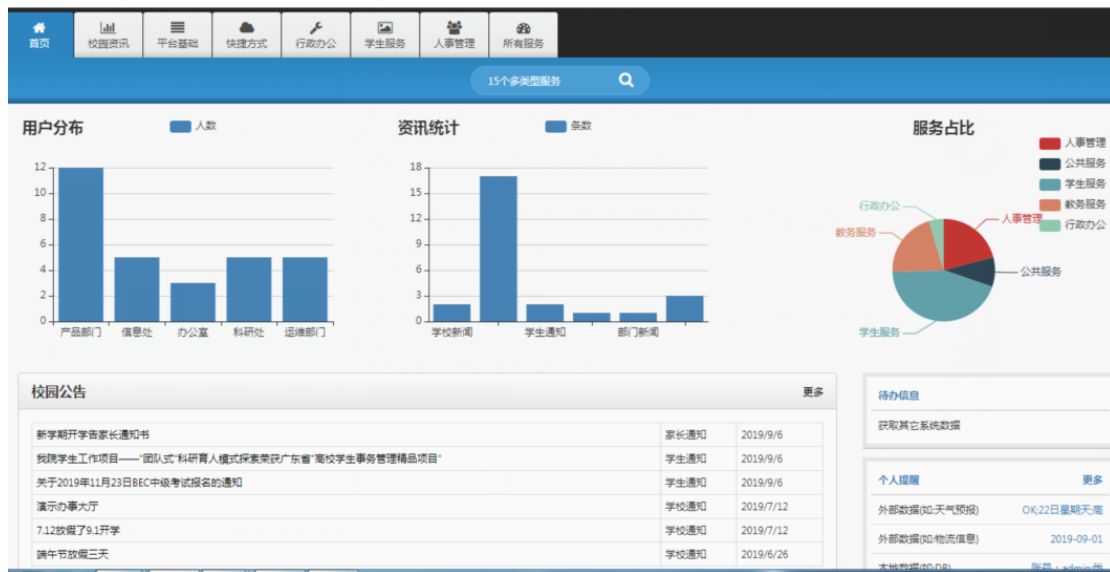 首页 校园资讯 平台基础 快捷方式 行政办公 学生服务 人事管理 所有服务
15个多类型服务
用户分布 人数
12
10
8
6
4
2
0
产品部门 信息处 办公室 科研处 运维部门
资讯统计 条数
18
15
12
9
6
3
0
学校新闻 学生通知 部门新闻
服务占比
人事管理
公共服务
学生服务
教务服务
行政办公
行政办公
教务服务
人事管理
公共服务
学生服务
校园公告 更多
新学期开学告家长通知书 家长通知 2019/9/6
我院学生工作项目——"团队式"科研育人模式探索荣获广东省"高校学生事务管理精品项目" 学生通知 2019/9/6
关于2019年11月23日BEC中级考试报名的通知 学生通知 2019/9/6
演示办事大厅 学校通知 2019/7/12
7.12放假了9.1开学 学校通知 2019/7/12
端午节放假三天 学校通知 2019/6/26
待办信息
获取其它系统数据
个人提醒 更多
外部数据(如:天气预报) OK;22日星期天;高
外部数据(如:物流信息) 2019-09-01
本地数据(如:DB)